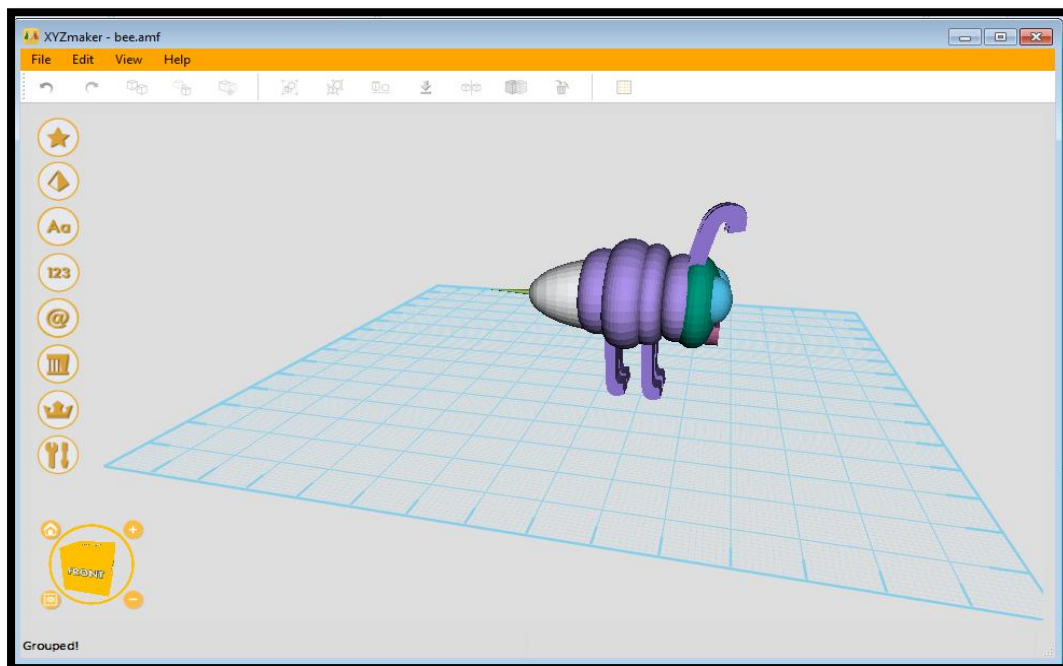 XYZmaker - bee.amf
File Edit View Help
Aa
123
@
FRONT
Grouped!